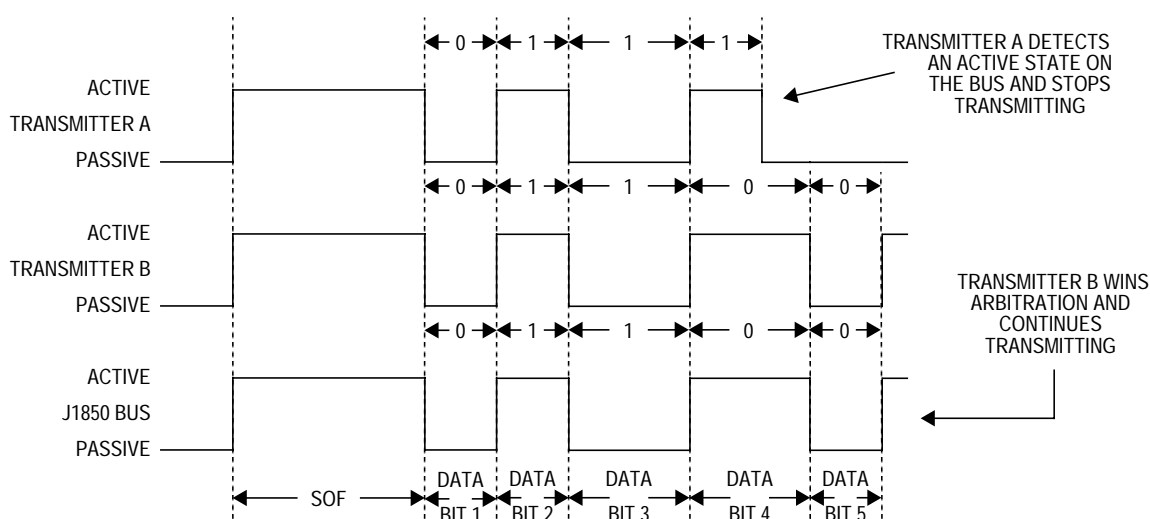 0 1 1 1
TRANSMITTER A DETECTS
AN ACTIVE STATE ON
THE BUS AND STOPS
TRANSMITTING
ACTIVE
TRANSMITTER A
PASSIVE
0 1 1 0 0
ACTIVE
TRANSMITTER B
PASSIVE
TRANSMITTER B WINS
ARBITRATION AND
CONTINUES
TRANSMITTING
0 1 1 0 0
ACTIVE
J1850 BUS
PASSIVE
SOF
DATA
BIT 1
DATA
BIT 2
DATA
BIT 3
DATA
BIT 4
DATA
BIT 5